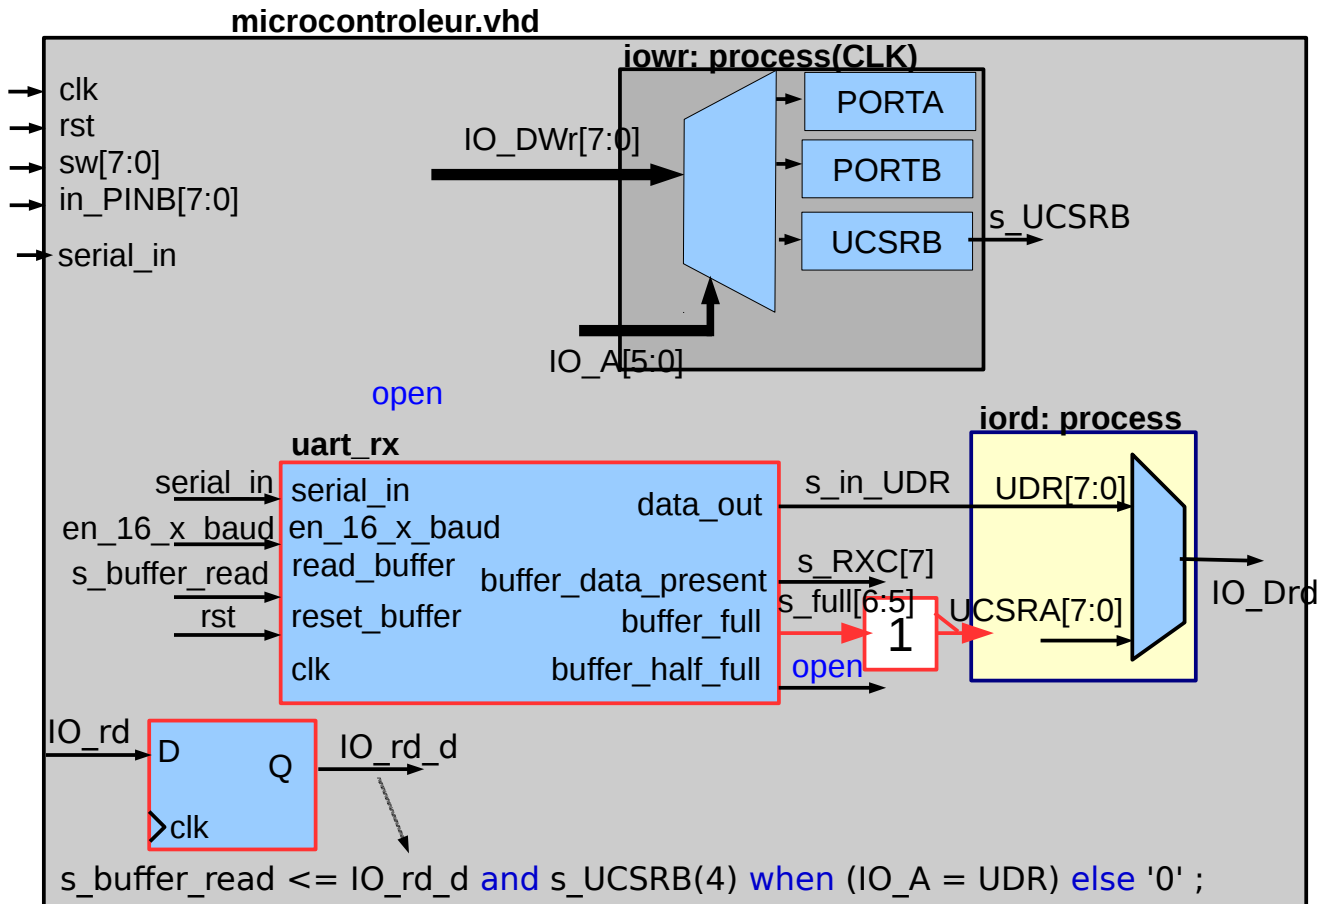 microcontroleur.vhd
iowr: process(CLK)
clk
rst
sw[7:0]
in_PINB[7:0]
serial_in
IO_DWr[7:0]
PORTA
PORTB
UCSRB
s_UCSRB
IO_A[5:0]
open
iord: process
uart_rx
serial_in
en_16_x_baud
s_buffer_read
rst
serial_in
en_16_x_baud
read_buffer
reset_buffer
clk
data_out
buffer_data_present
buffer_full
buffer_half_full
s_in_UDR
s_RXC[7]
s_full[6:5]
open
1
UDR[7:0]
UCSRA[7:0]
IO_Drd
IO_rd
D
Q
clk
IO_rd_d
s_buffer_read <= IO_rd_d and s_UCSRB(4) when (IO_A = UDR) else '0' ;